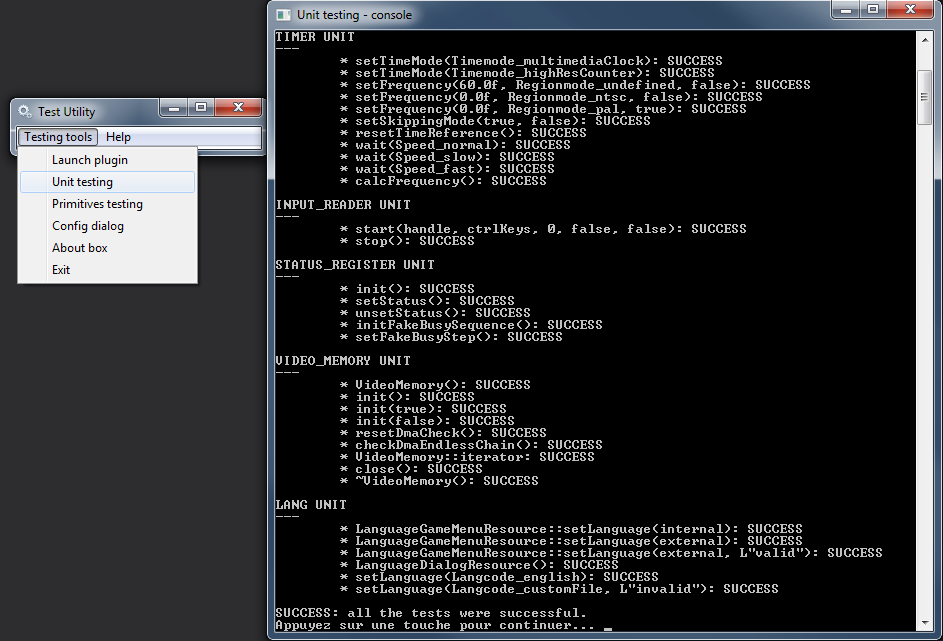 Test Utility
Testing tools Help
Launch plugin
Unit testing
Primitives testing
Config dialog
About box
Exit
Unit testing - console
TIMER UNIT
---
* setTimeMode(Timemode_multimediaClock): SUCCESS
* setTimeMode(Timemode_highResCounter): SUCCESS
* setFrequency(60.0f, Regionmode_undefined, false): SUCCESS
* setFrequency(0.0f, Regionmode_ntsc, false): SUCCESS
* setFrequency(0.0f, Regionmode_pal, true): SUCCESS
* setSkippingMode(true, false): SUCCESS
* resetTimeReference(): SUCCESS
* wait(Speed_normal): SUCCESS
* wait(Speed_slow): SUCCESS
* wait(Speed_fast): SUCCESS
* calcFrequency(): SUCCESS
INPUT_READER UNIT
---
* start(handle, ctrlKeys, 0, false, false): SUCCESS
* stop(): SUCCESS
STATUS_REGISTER UNIT
---
* init(): SUCCESS
* setStatus(): SUCCESS
* unsetStatus(): SUCCESS
* initFakeBusySequence(): SUCCESS
* setFakeBusyStep(): SUCCESS
VIDEO_MEMORY UNIT
---
* VideoMemory(): SUCCESS
* init(): SUCCESS
* init(true): SUCCESS
* init(false): SUCCESS
* resetDmaCheck(): SUCCESS
* checkDmaEndlessChain(): SUCCESS
* VideoMemory::iterator: SUCCESS
* close(): SUCCESS
* ~VideoMemory(): SUCCESS
LANG UNIT
---
* LanguageGameMenuResource::setLanguage(internal): SUCCESS
* LanguageGameMenuResource::setLanguage(external): SUCCESS
* LanguageGameMenuResource::setLanguage(external, L"valid"): SUCCESS
* LanguageDialogResource(): SUCCESS
* setLanguage(Langcode_english): SUCCESS
* setLanguage(Langcode_customFile, L"invalid"): SUCCESS
SUCCESS: all the tests were successful.
Appuyez sur une touche pour continuer... _